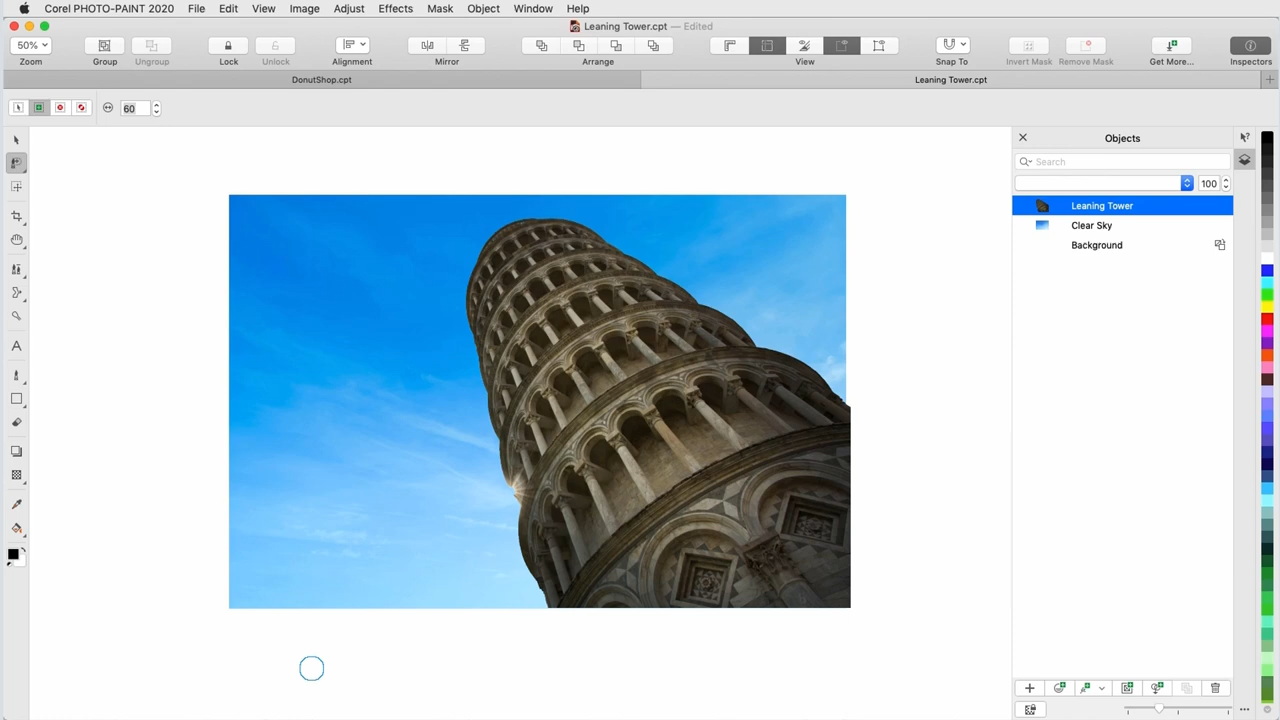 Corel PHOTO-PAINT 2020 File Edit View Image Adjust Effects Mask Object Window Help
Leaning Tower.cpt — Edited
50%
Zoom Group Ungroup Lock Unlock Alignment Mirror Arrange View Snap To Invert Mask Remove Mask Get More... Inspectors
DonutShop.cpt Leaning Tower.cpt
60
Objects
Search
100
Leaning Tower
Clear Sky
Background